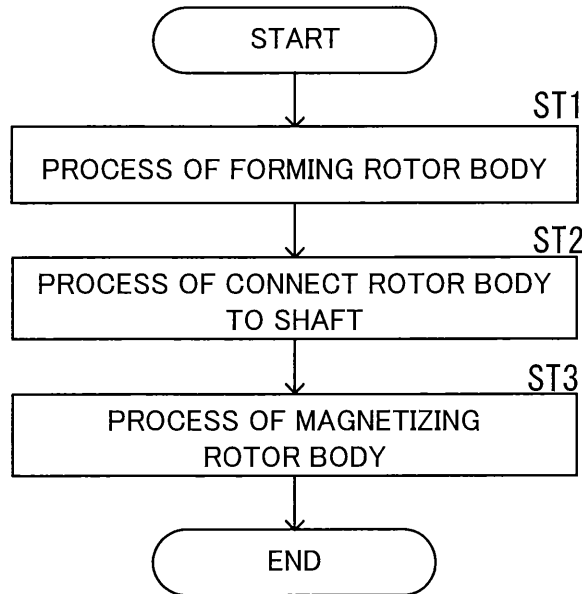 START
ST1
PROCESS OF FORMING ROTOR BODY
ST2
PROCESS OF CONNECT ROTOR BODY
TO SHAFT
ST3
PROCESS OF MAGNETIZING
ROTOR BODY
END